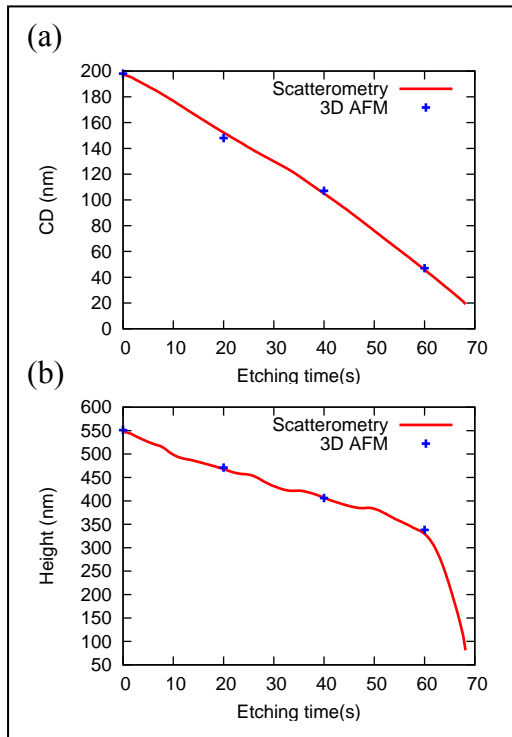 (a)
200
180
160
140
120
100
80
60
40
20
0
CD (nm)
Scatterometry
3D AFM
0 10 20 30 40 50 60 70
Etching time(s)
(b)
600
550
500
450
400
350
300
250
200
150
100
50
Height (nm)
Scatterometry
3D AFM
0 10 20 30 40 50 60 70
Etching time(s)